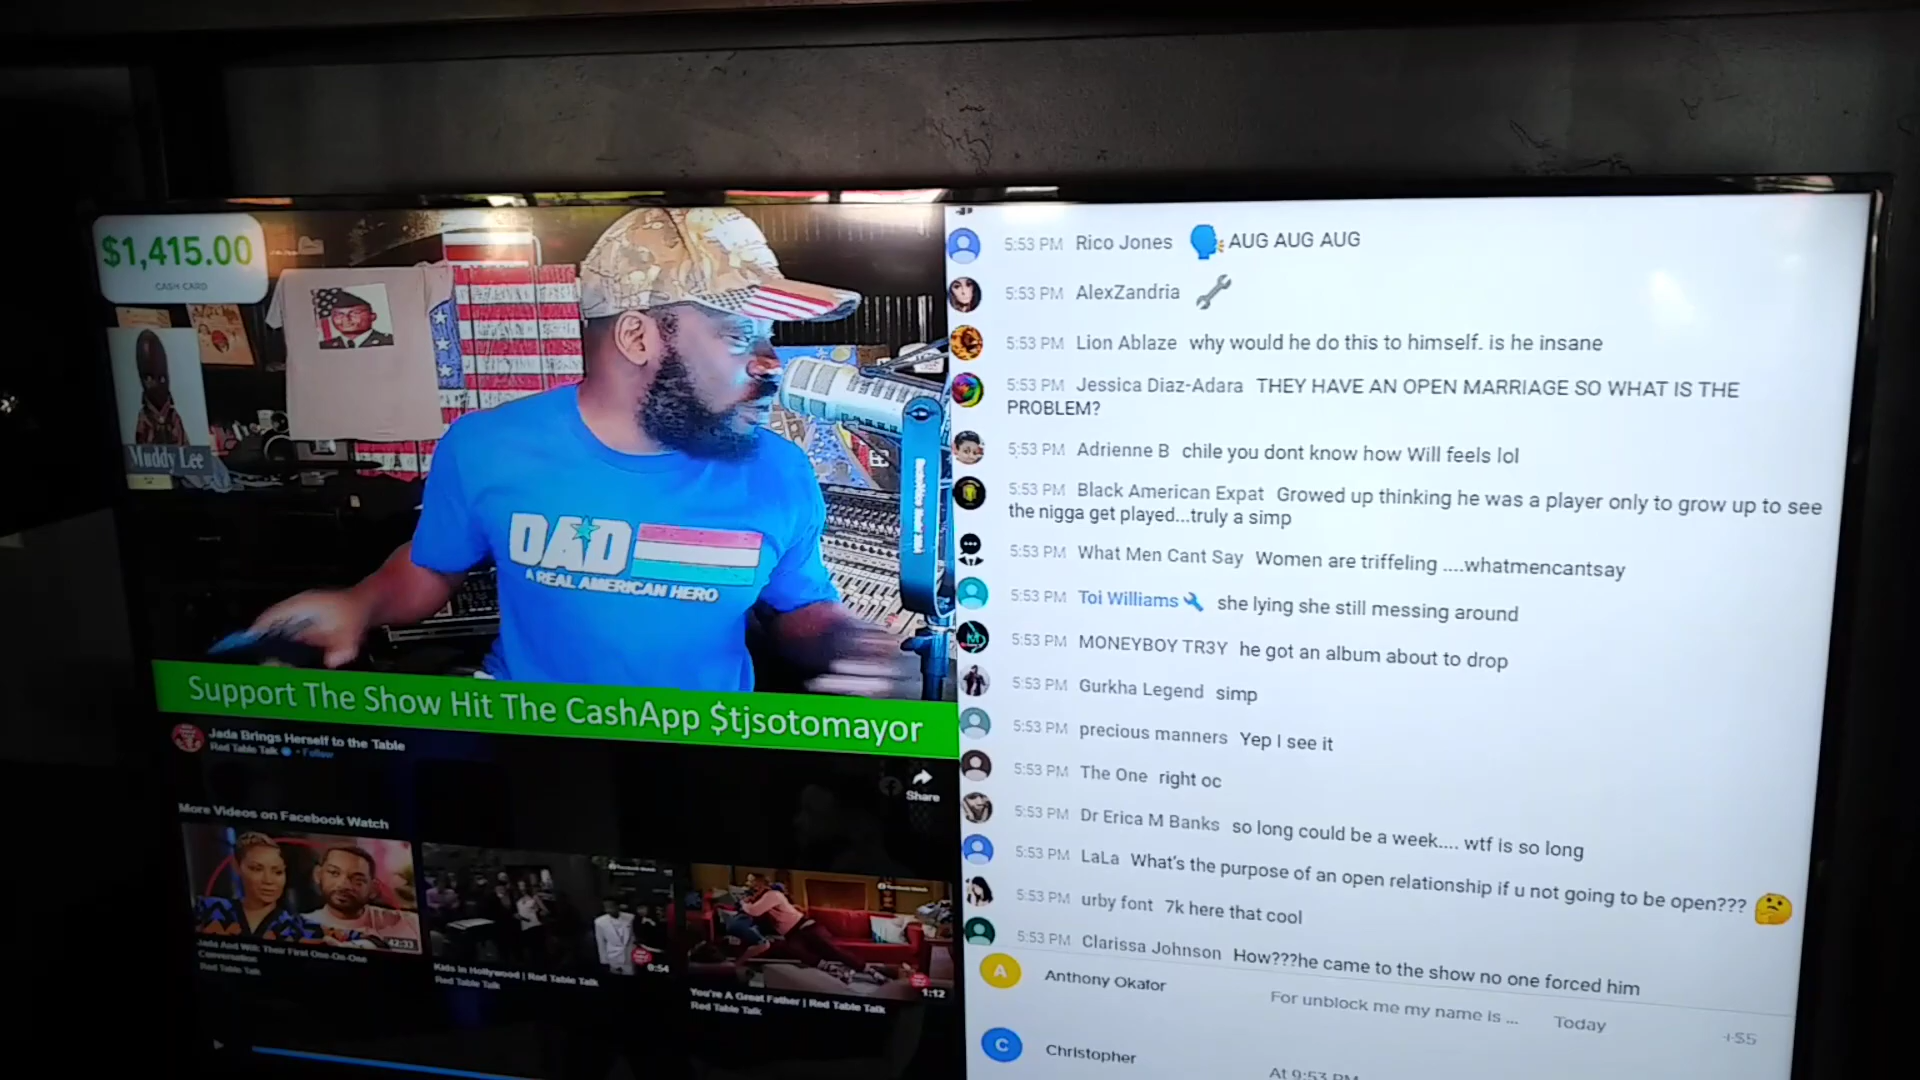 $1,415.00
CASH CARD
Muddy Lee
DAD
A REAL AMERICAN HERO
Support The Show Hit The CashApp $tjsotomayor
Jada Brings Herself to the Table
Red Table Talk • Follow
Share
More Videos on Facebook Watch
42:33
Jada And Will: Their First One-On-One
Conversation
Red Table Talk
0:54
Kids In Hollywood | Red Table Talk
Red Table Talk
1:12
You're A Great Father | Red Table Talk
Red Table Talk
5:53 PM Rico Jones 🗣AUG AUG AUG
5:53 PM AlexZandria 🔧
5:53 PM Lion Ablaze why would he do this to himself. is he insane
5:53 PM Jessica Diaz-Adara THEY HAVE AN OPEN MARRIAGE SO WHAT IS THE
PROBLEM?
5:53 PM Adrienne B chile you dont know how Will feels lol
5:53 PM Black American Expat Growed up thinking he was a player only to grow up to see
the nigga get played...truly a simp
5:53 PM What Men Cant Say Women are triffeling ....whatmencantsay
5:53 PM Toi Williams she lying she still messing around
5:53 PM MONEYBOY TR3Y he got an album about to drop
5:53 PM Gurkha Legend simp
5:53 PM precious manners Yep I see it
5:53 PM The One right oc
5:53 PM Dr Erica M Banks so long could be a week.... wtf is so long
5:53 PM LaLa What's the purpose of an open relationship if u not going to be open??? 🤔
5:53 PM urby font 7k here that cool
5:53 PM Clarissa Johnson How???he came to the show no one forced him
A Anthony Okafor For unblock me my name is ... Today +$5
C Christopher At 9:53 PM